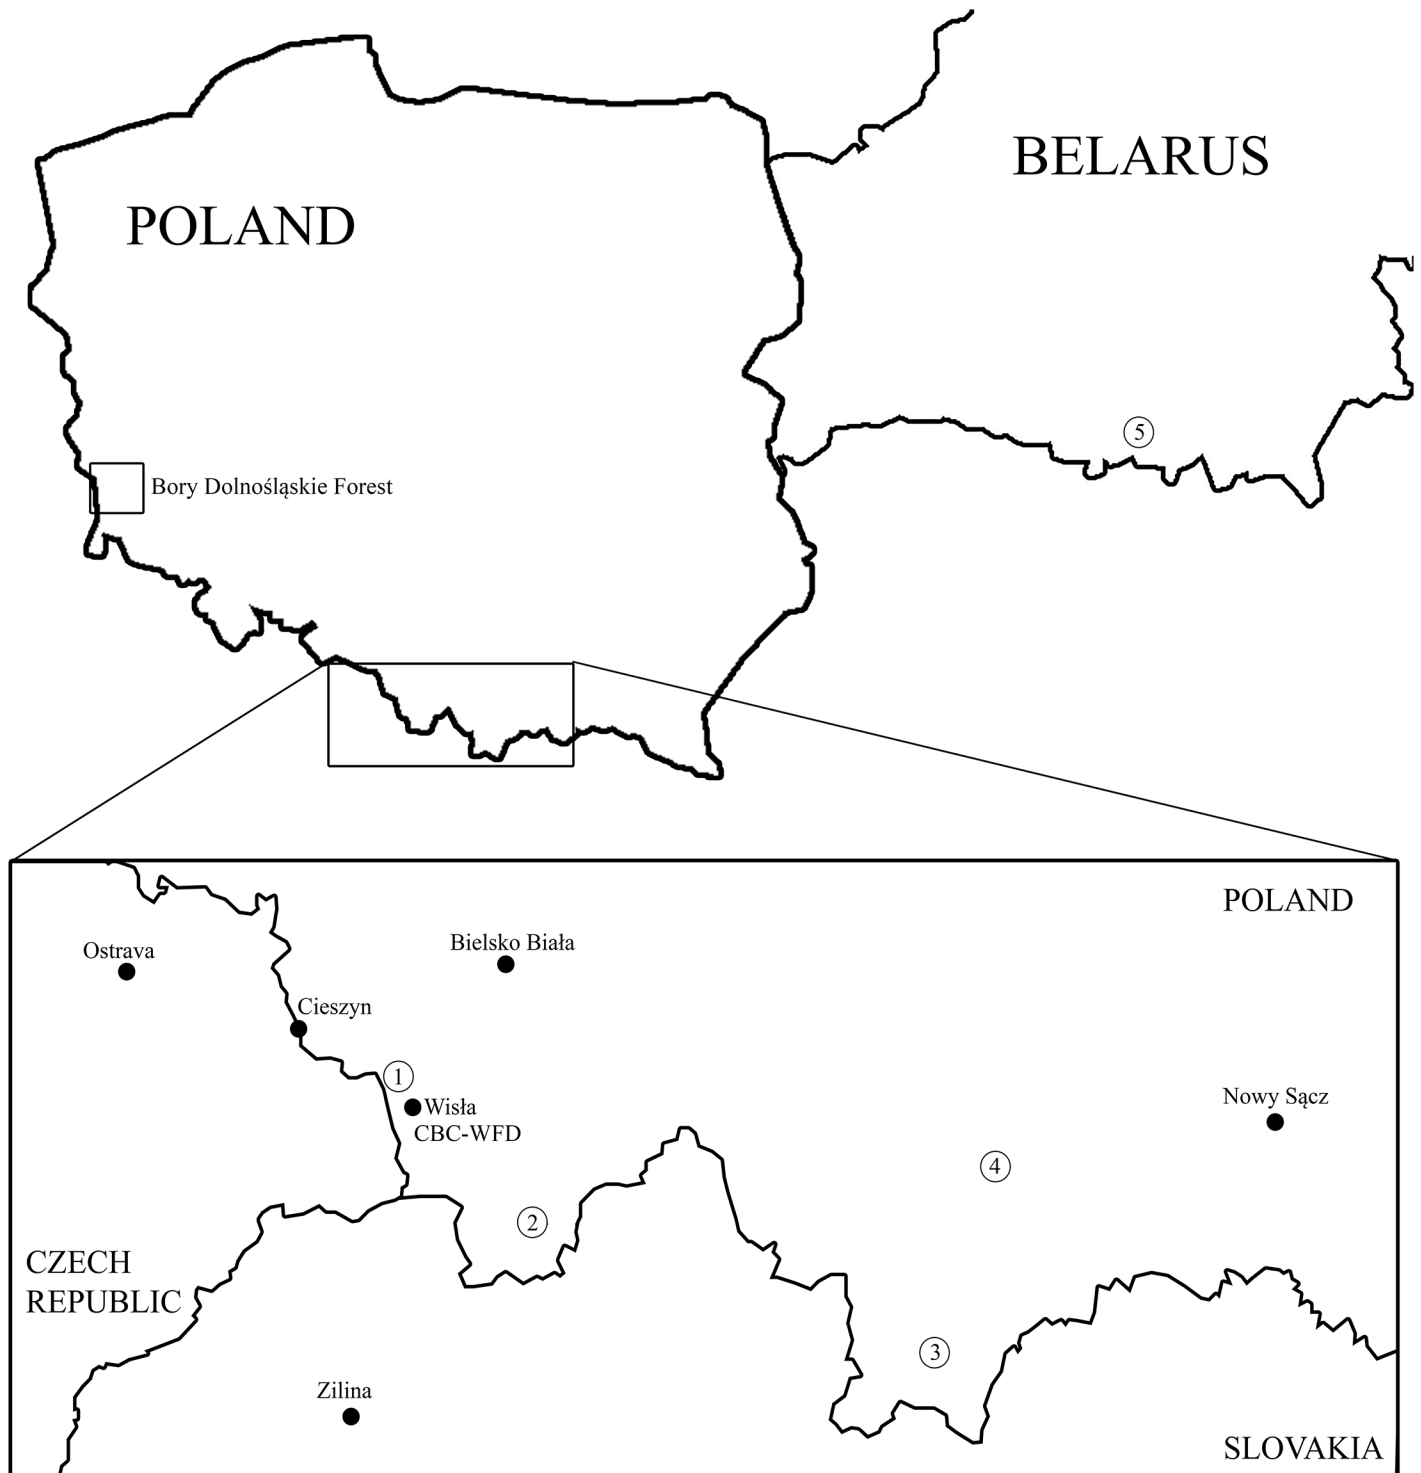 BELARUS
POLAND
5
Bory Dolnośląskie Forest
POLAND
Bielsko Biała
Ostrava
Cieszyn
1
Wisła
CBC-WFD
Nowy Sącz
4
2
CZECH
REPUBLIC
3
Zilina
SLOVAKIA